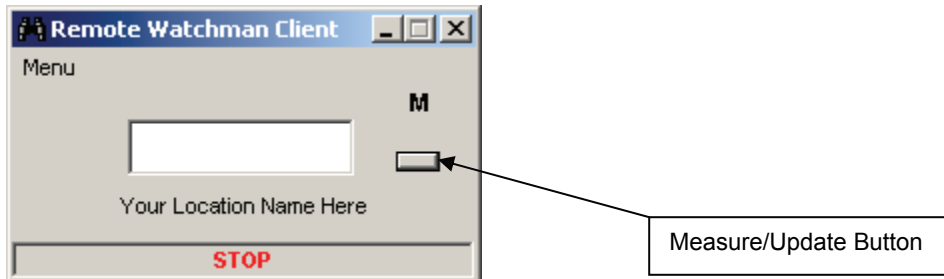 Remote Watchman Client
Menu
M
Your Location Name Here
Measure/Update Button
STOP